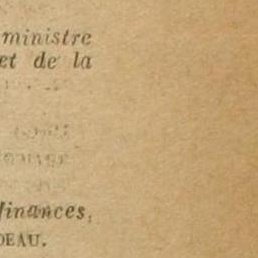 ministre
et de la
finances,
DEAU.